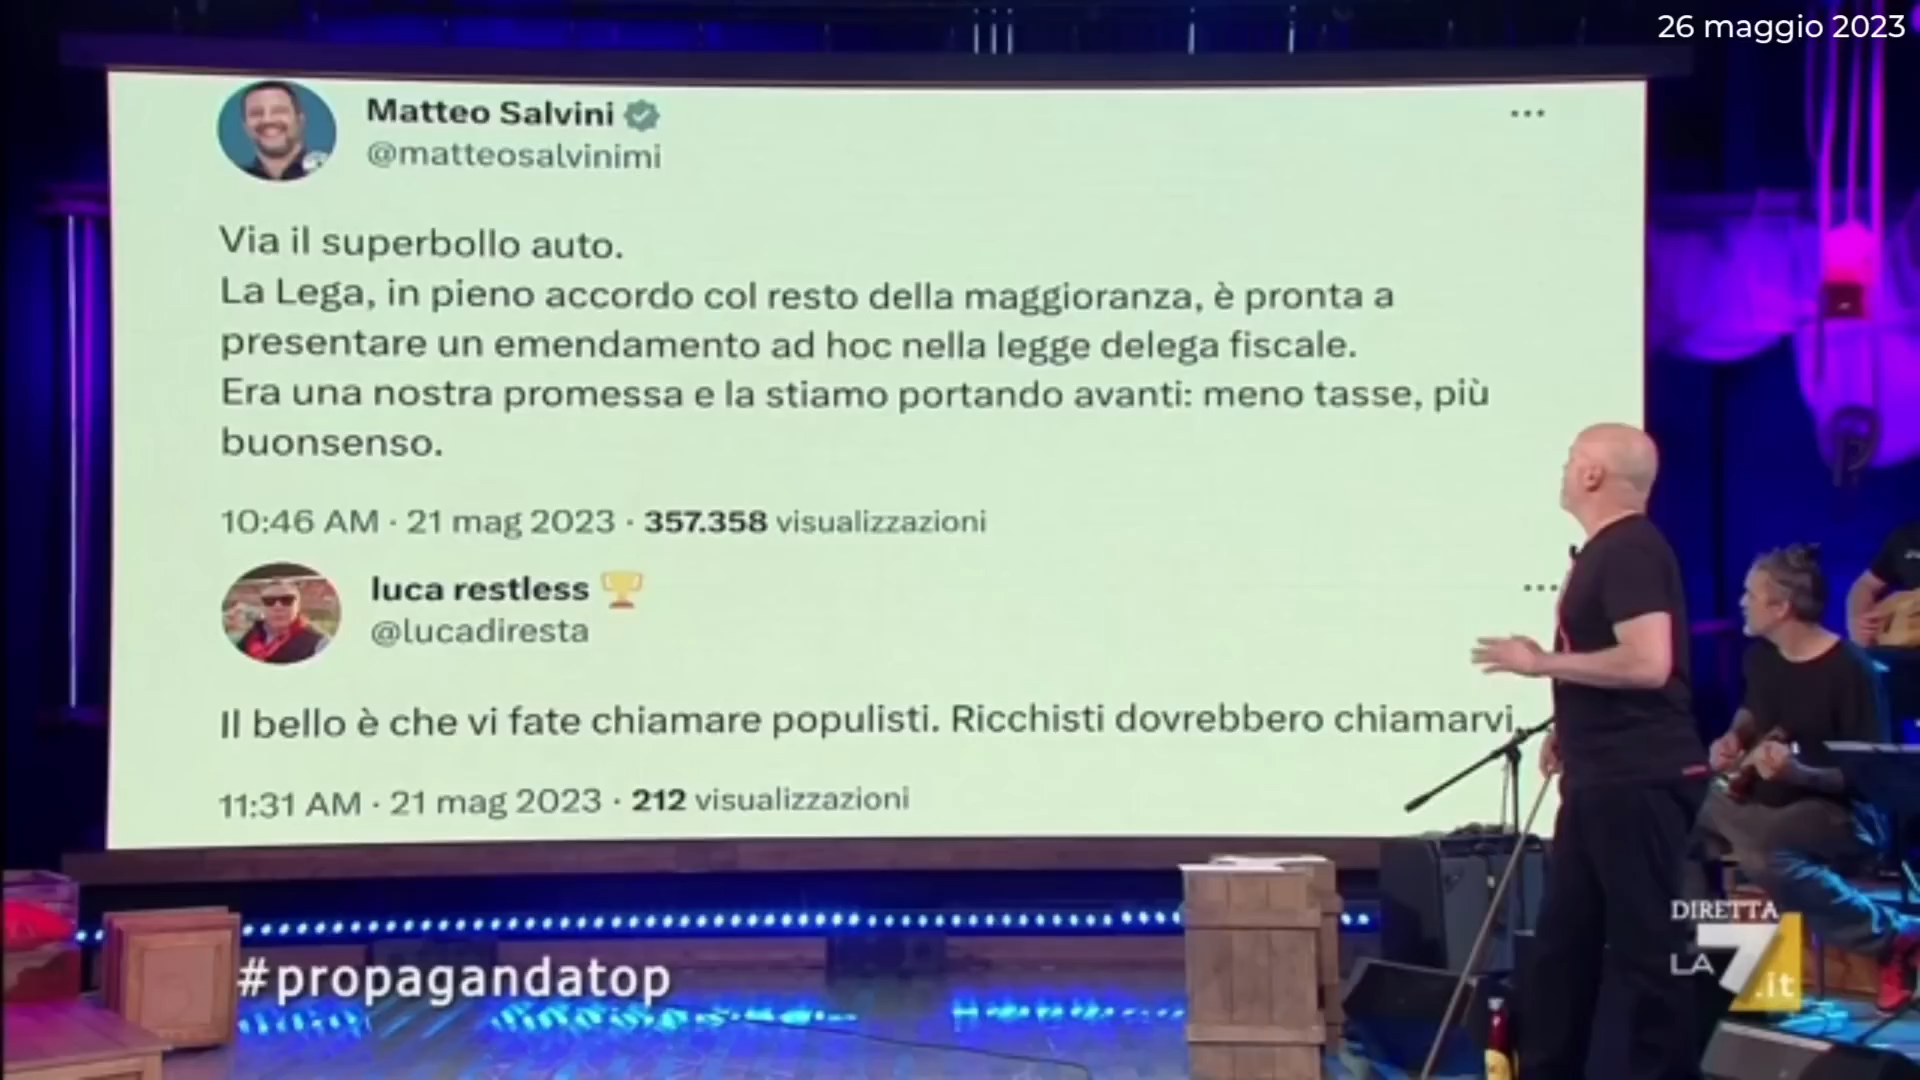 26 maggio 2023
Matteo Salvini
@matteosalvinimi
Via il superbollo auto.
La Lega, in pieno accordo col resto della maggioranza, è pronta a
presentare un emendamento ad hoc nella legge delega fiscale.
Era una nostra promessa e la stiamo portando avanti: meno tasse, più
buonsenso.
10:46 AM · 21 mag 2023 · 357.358 visualizzazioni
luca restless 🏆
@lucadiresta
Il bello è che vi fate chiamare populisti. Ricchisti dovrebbero chiamarvi.
11:31 AM · 21 mag 2023 · 212 visualizzazioni
#propagandatop
DIRETTA
LA7.it